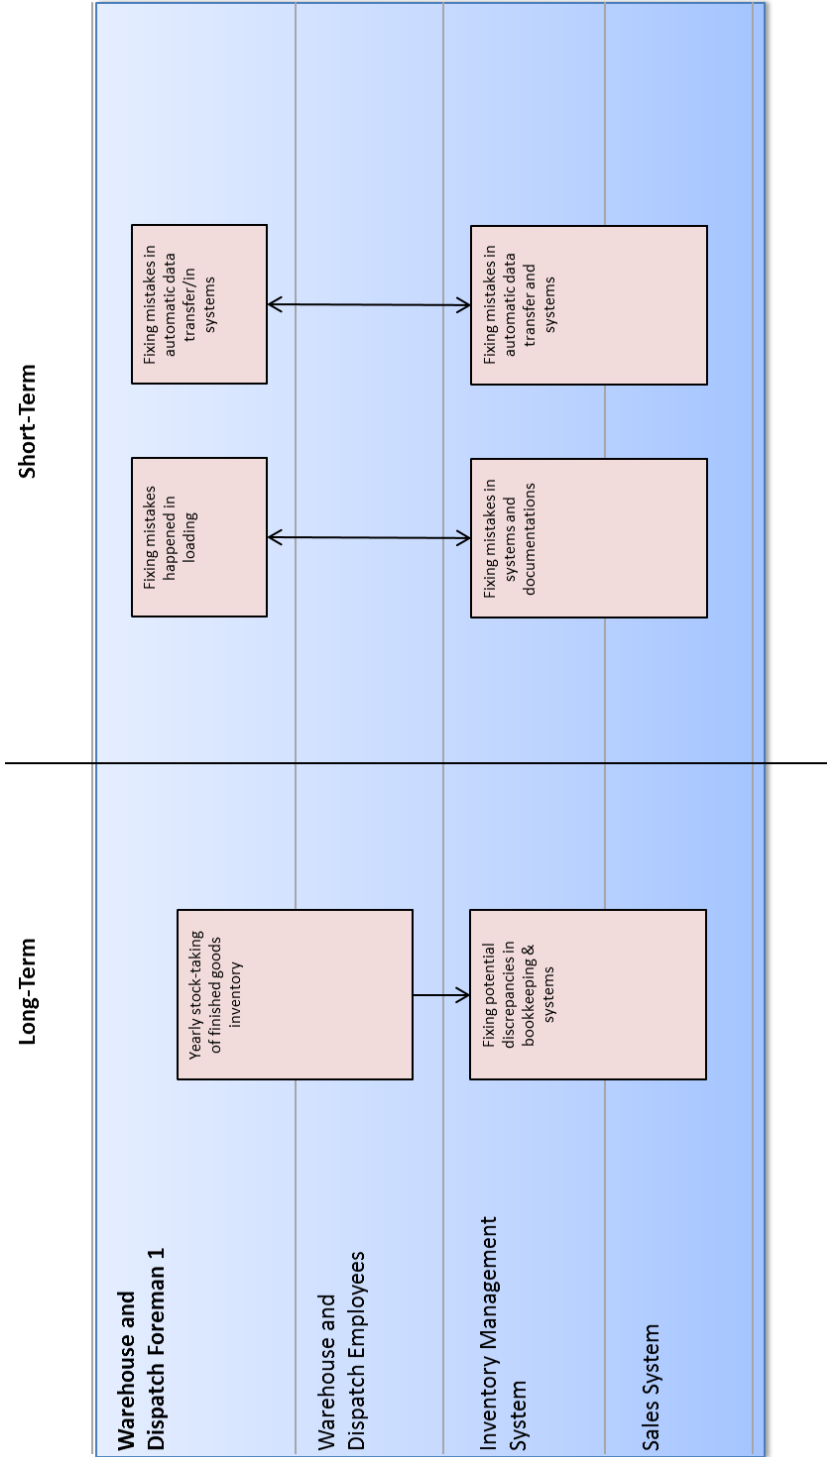 Long-Term
Short-Term
Warehouse and
Dispatch Foreman 1
Yearly stock-taking
of finished goods
inventory
Fixing mistakes
happened in
loading
Fixing mistakes in
automatic data
transfer/in
systems
Warehouse and
Dispatch Employees
Inventory Management
System
Fixing potential
discrepancies in
bookkeeping &
systems
Fixing mistakes in
systems and
documentations
Fixing mistakes in
automatic data
transfer and
systems
Sales System